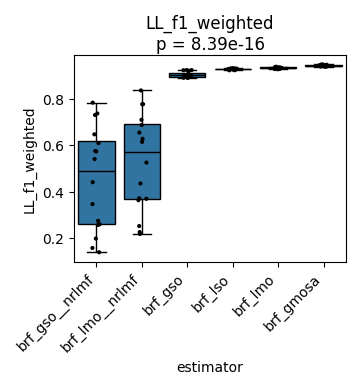 LL_f1_weighted
p = 8.39e-16
LL_f1_weighted
0.8
0.6
0.4
0.2
brf_gso__nrlmf
brf_lmo__nrlmf
brf_gso
brf_lso
brf_lmo
brf_gmosa
estimator